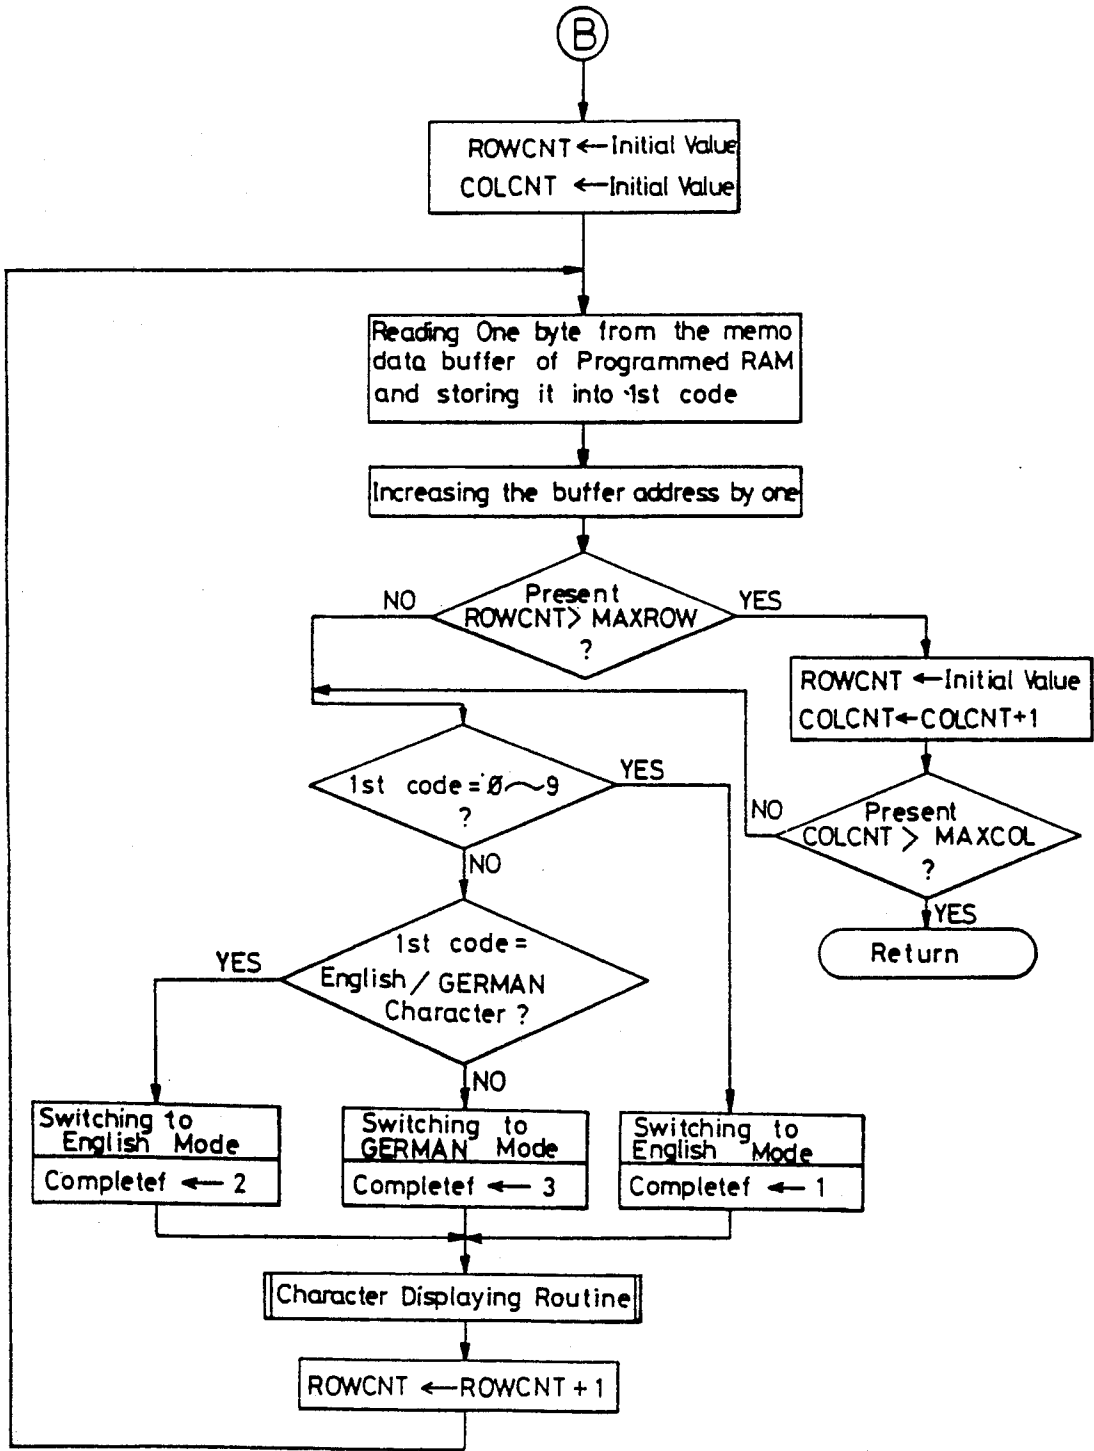 B
ROWCNT ←Initial Value
COLCNT ←Initial Value
Reading One byte from the memo
data buffer of Programmed RAM
and storing it into 1st code
Increasing the buffer address by one
Present
ROWCNT> MAXROW
?
NO
YES
ROWCNT ←Initial Value
COLCNT←COLCNT+1
1st code='Ø~9
?
YES
NO
Present
COLCNT > MAXCOL
?
NO
YES
Return
1st code=
English/GERMAN
Character ?
YES
NO
Switching to
English Mode
Completef ← 2
Switching to
GERMAN Mode
Completef ← 3
Switching to
English Mode
Completef ← 1
Character Displaying Routine
ROWCNT ←ROWCNT+1